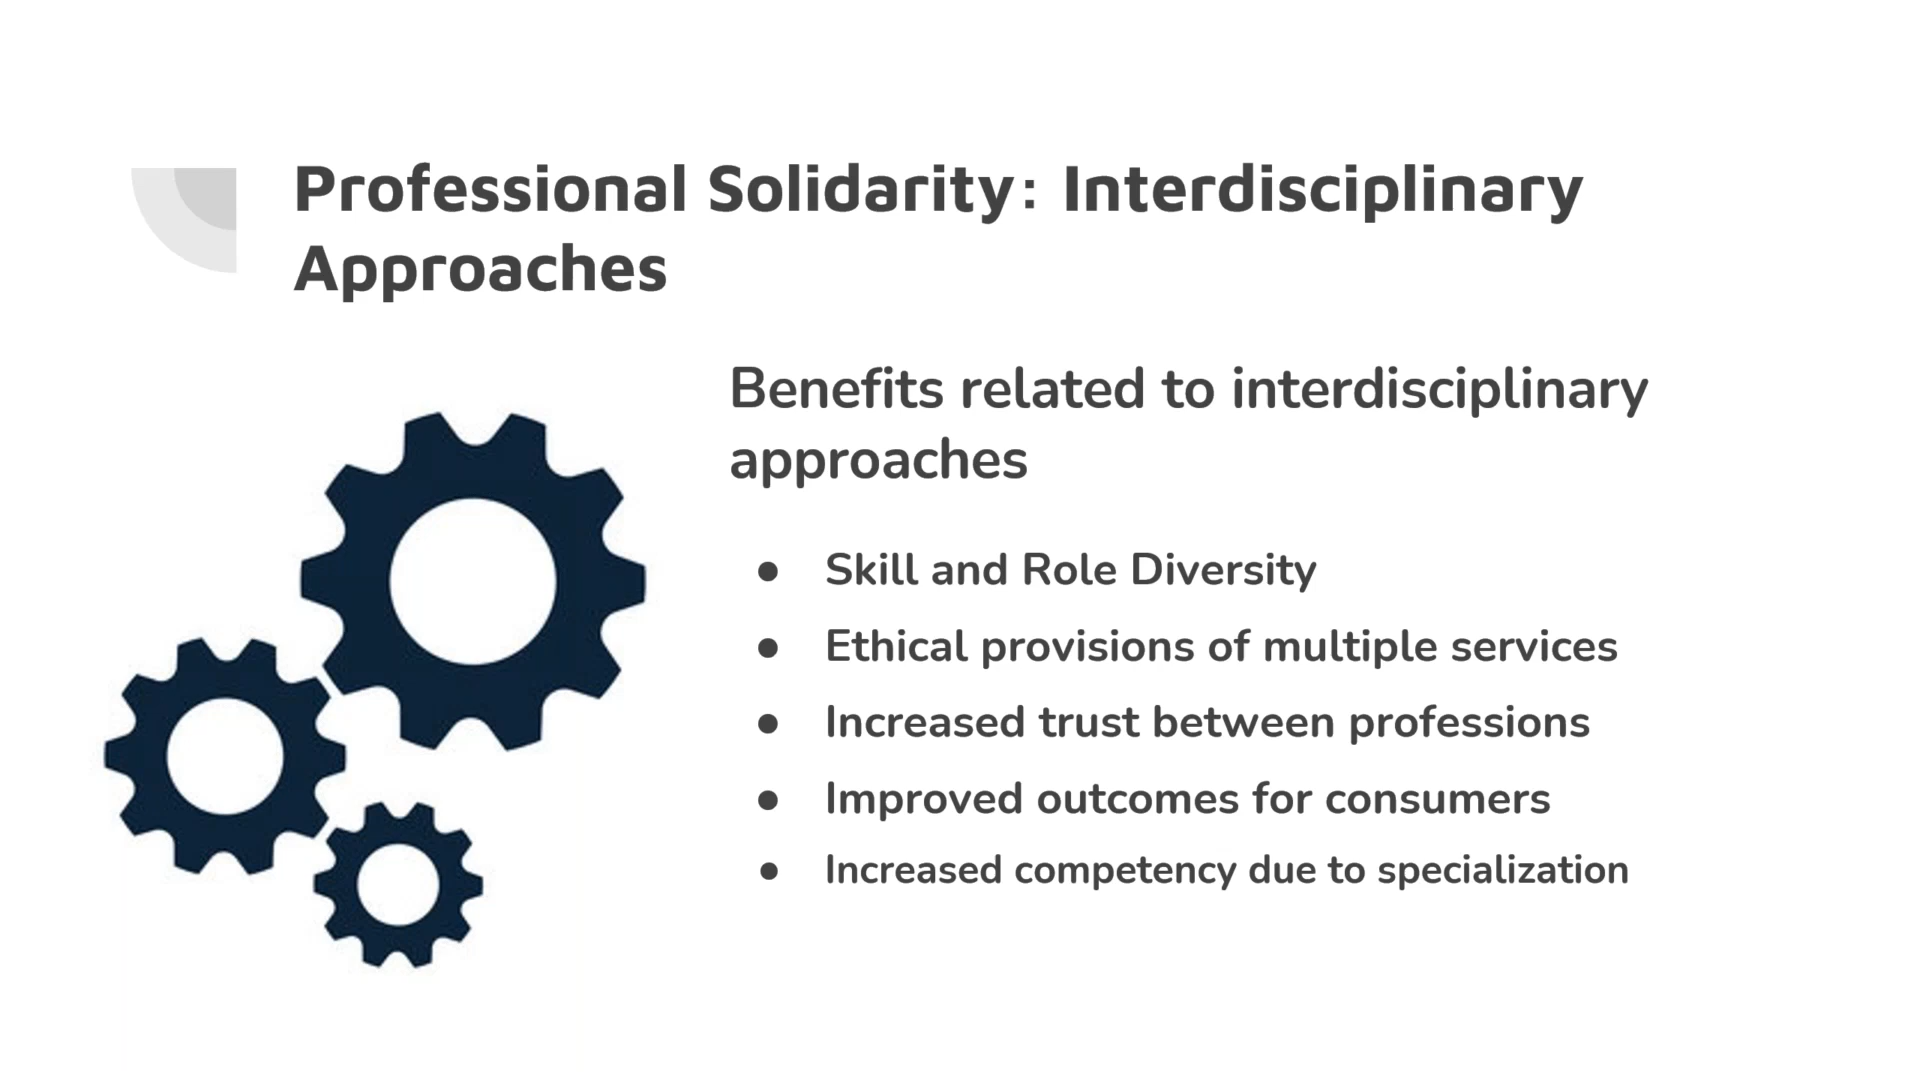 Professional Solidarity: Interdisciplinary
Approaches
Benefits related to interdisciplinary
approaches
● Skill and Role Diversity
● Ethical provisions of multiple services
● Increased trust between professions
● Improved outcomes for consumers
● Increased competency due to specialization